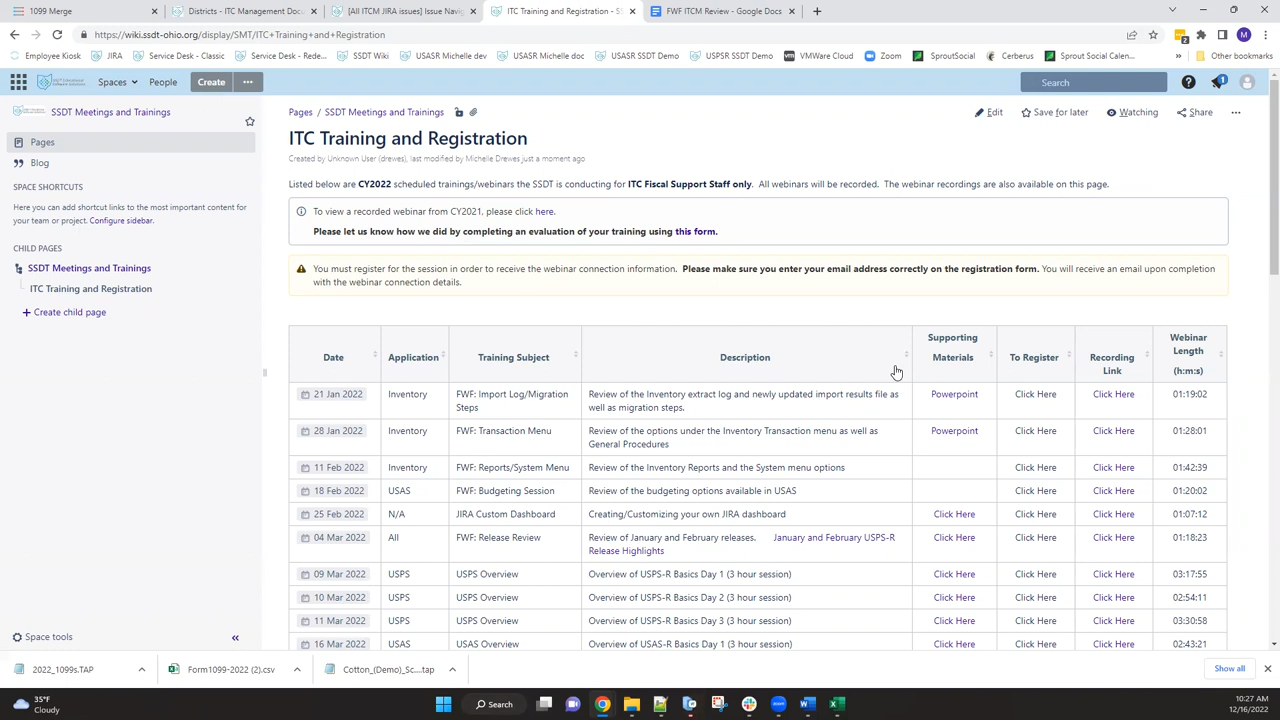 1099 Merge
Districts - ITC Management Docu
[All ITCM JIRA issues] Issue Navig
ITC Training and Registration - SS
FWF ITCM Review - Google Docs
https://wiki.ssdt-ohio.org/display/SMT/ITC+Training+and+Registration
Employee Kiosk
JIRA
Service Desk - Classic
Service Desk - Rede...
SSDT Wiki
USASR Michelle dev
USASR Michelle doc
USASR SSDT Demo
USPSR SSDT Demo
VMWare Cloud
Zoom
SproutSocial
Cerberus
Sprout Social Calen...
Other bookmarks
Spaces
People
Create
Search
SSDT Meetings and Trainings
Pages
Blog
SPACE SHORTCUTS
Here you can add shortcut links to the most important content for
your team or project. Configure sidebar.
CHILD PAGES
SSDT Meetings and Trainings
ITC Training and Registration
+ Create child page
Space tools
Pages / SSDT Meetings and Trainings
Edit Save for later Watching Share
ITC Training and Registration
Created by Unknown User (drewes), last modified by Michelle Drewes just a moment ago
Listed below are CY2022 scheduled trainings/webinars the SSDT is conducting for ITC Fiscal Support Staff only. All webinars will be recorded. The webinar recordings are also available on this page.
To view a recorded webinar from CY2021, please click here.
Please let us know how we did by completing an evaluation of your training using this form.
You must register for the session in order to receive the webinar connection information. Please make sure you enter your email address correctly on the registration form. You will receive an email upon completion
with the webinar connection details.
Date Application Training Subject Description Supporting Materials To Register Recording Link Webinar Length (h:m:s)
21 Jan 2022 Inventory FWF: Import Log/Migration Steps Review of the Inventory extract log and newly updated import results file as well as migration steps. Powerpoint Click Here Click Here 01:19:02
28 Jan 2022 Inventory FWF: Transaction Menu Review of the options under the Inventory Transaction menu as well as General Procedures Powerpoint Click Here Click Here 01:28:01
11 Feb 2022 Inventory FWF: Reports/System Menu Review of the Inventory Reports and the System menu options Click Here Click Here 01:42:39
18 Feb 2022 USAS FWF: Budgeting Session Review of the budgeting options available in USAS Click Here Click Here 01:20:02
25 Feb 2022 N/A JIRA Custom Dashboard Creating/Customizing your own JIRA dashboard Click Here Click Here Click Here 01:07:12
04 Mar 2022 All FWF: Release Review Review of January and February releases. January and February USPS-R Release Highlights Click Here Click Here Click Here 01:18:23
09 Mar 2022 USPS USPS Overview Overview of USPS-R Basics Day 1 (3 hour session) Click Here Click Here Click Here 03:17:55
10 Mar 2022 USPS USPS Overview Overview of USPS-R Basics Day 2 (3 hour session) Click Here Click Here Click Here 02:54:11
11 Mar 2022 USPS USPS Overview Overview of USPS-R Basics Day 3 (3 hour session) Click Here Click Here Click Here 03:30:58
16 Mar 2022 USAS USAS Overview Overview of USAS-R Basics Day 1 (3 hour session) Click Here Click Here Click Here 02:43:21
2022_1099s.TAP
Form1099-2022 (2).csv
Cotton_(Demo)_Sc....tap
Show all
35°F
Cloudy
Search
10:27 AM
12/16/2022